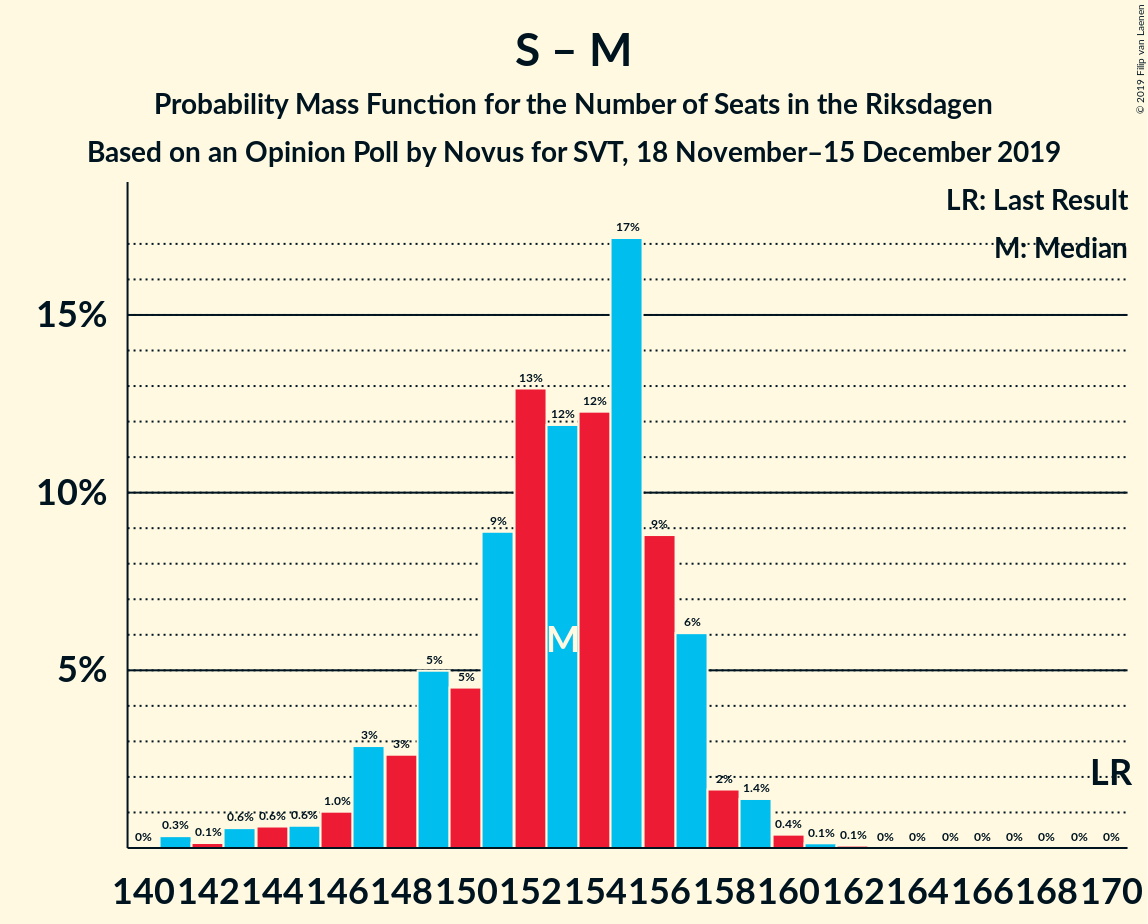 S – M
Probability Mass Function for the Number of Seats in the Riksdagen
Based on an Opinion Poll by Novus for SVT, 18 November–15 December 2019
© 2019 Filip van Laenen
LR: Last Result
M: Median
15%
10%
5%
0% 0.3% 0.1% 0.6% 0.6% 0.6% 1.0% 3% 3% 5% 5% 9% 13% 12% 12% 17% 9% 6% 2% 1.4% 0.4% 0.1% 0.1% 0% 0% 0% 0% 0% 0% 0% 0%
M
LR
140 142 144 146 148 150 152 154 156 158 160 162 164 166 168 170